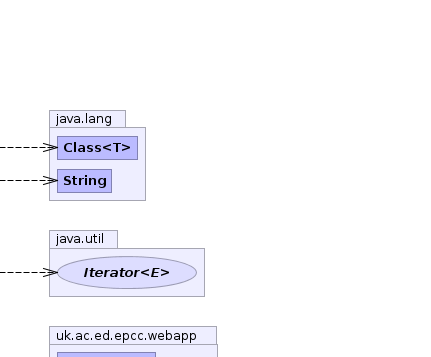 java.lang
Class<T>
String
java.util
Iterator<E>
uk.ac.ed.epcc.webapp